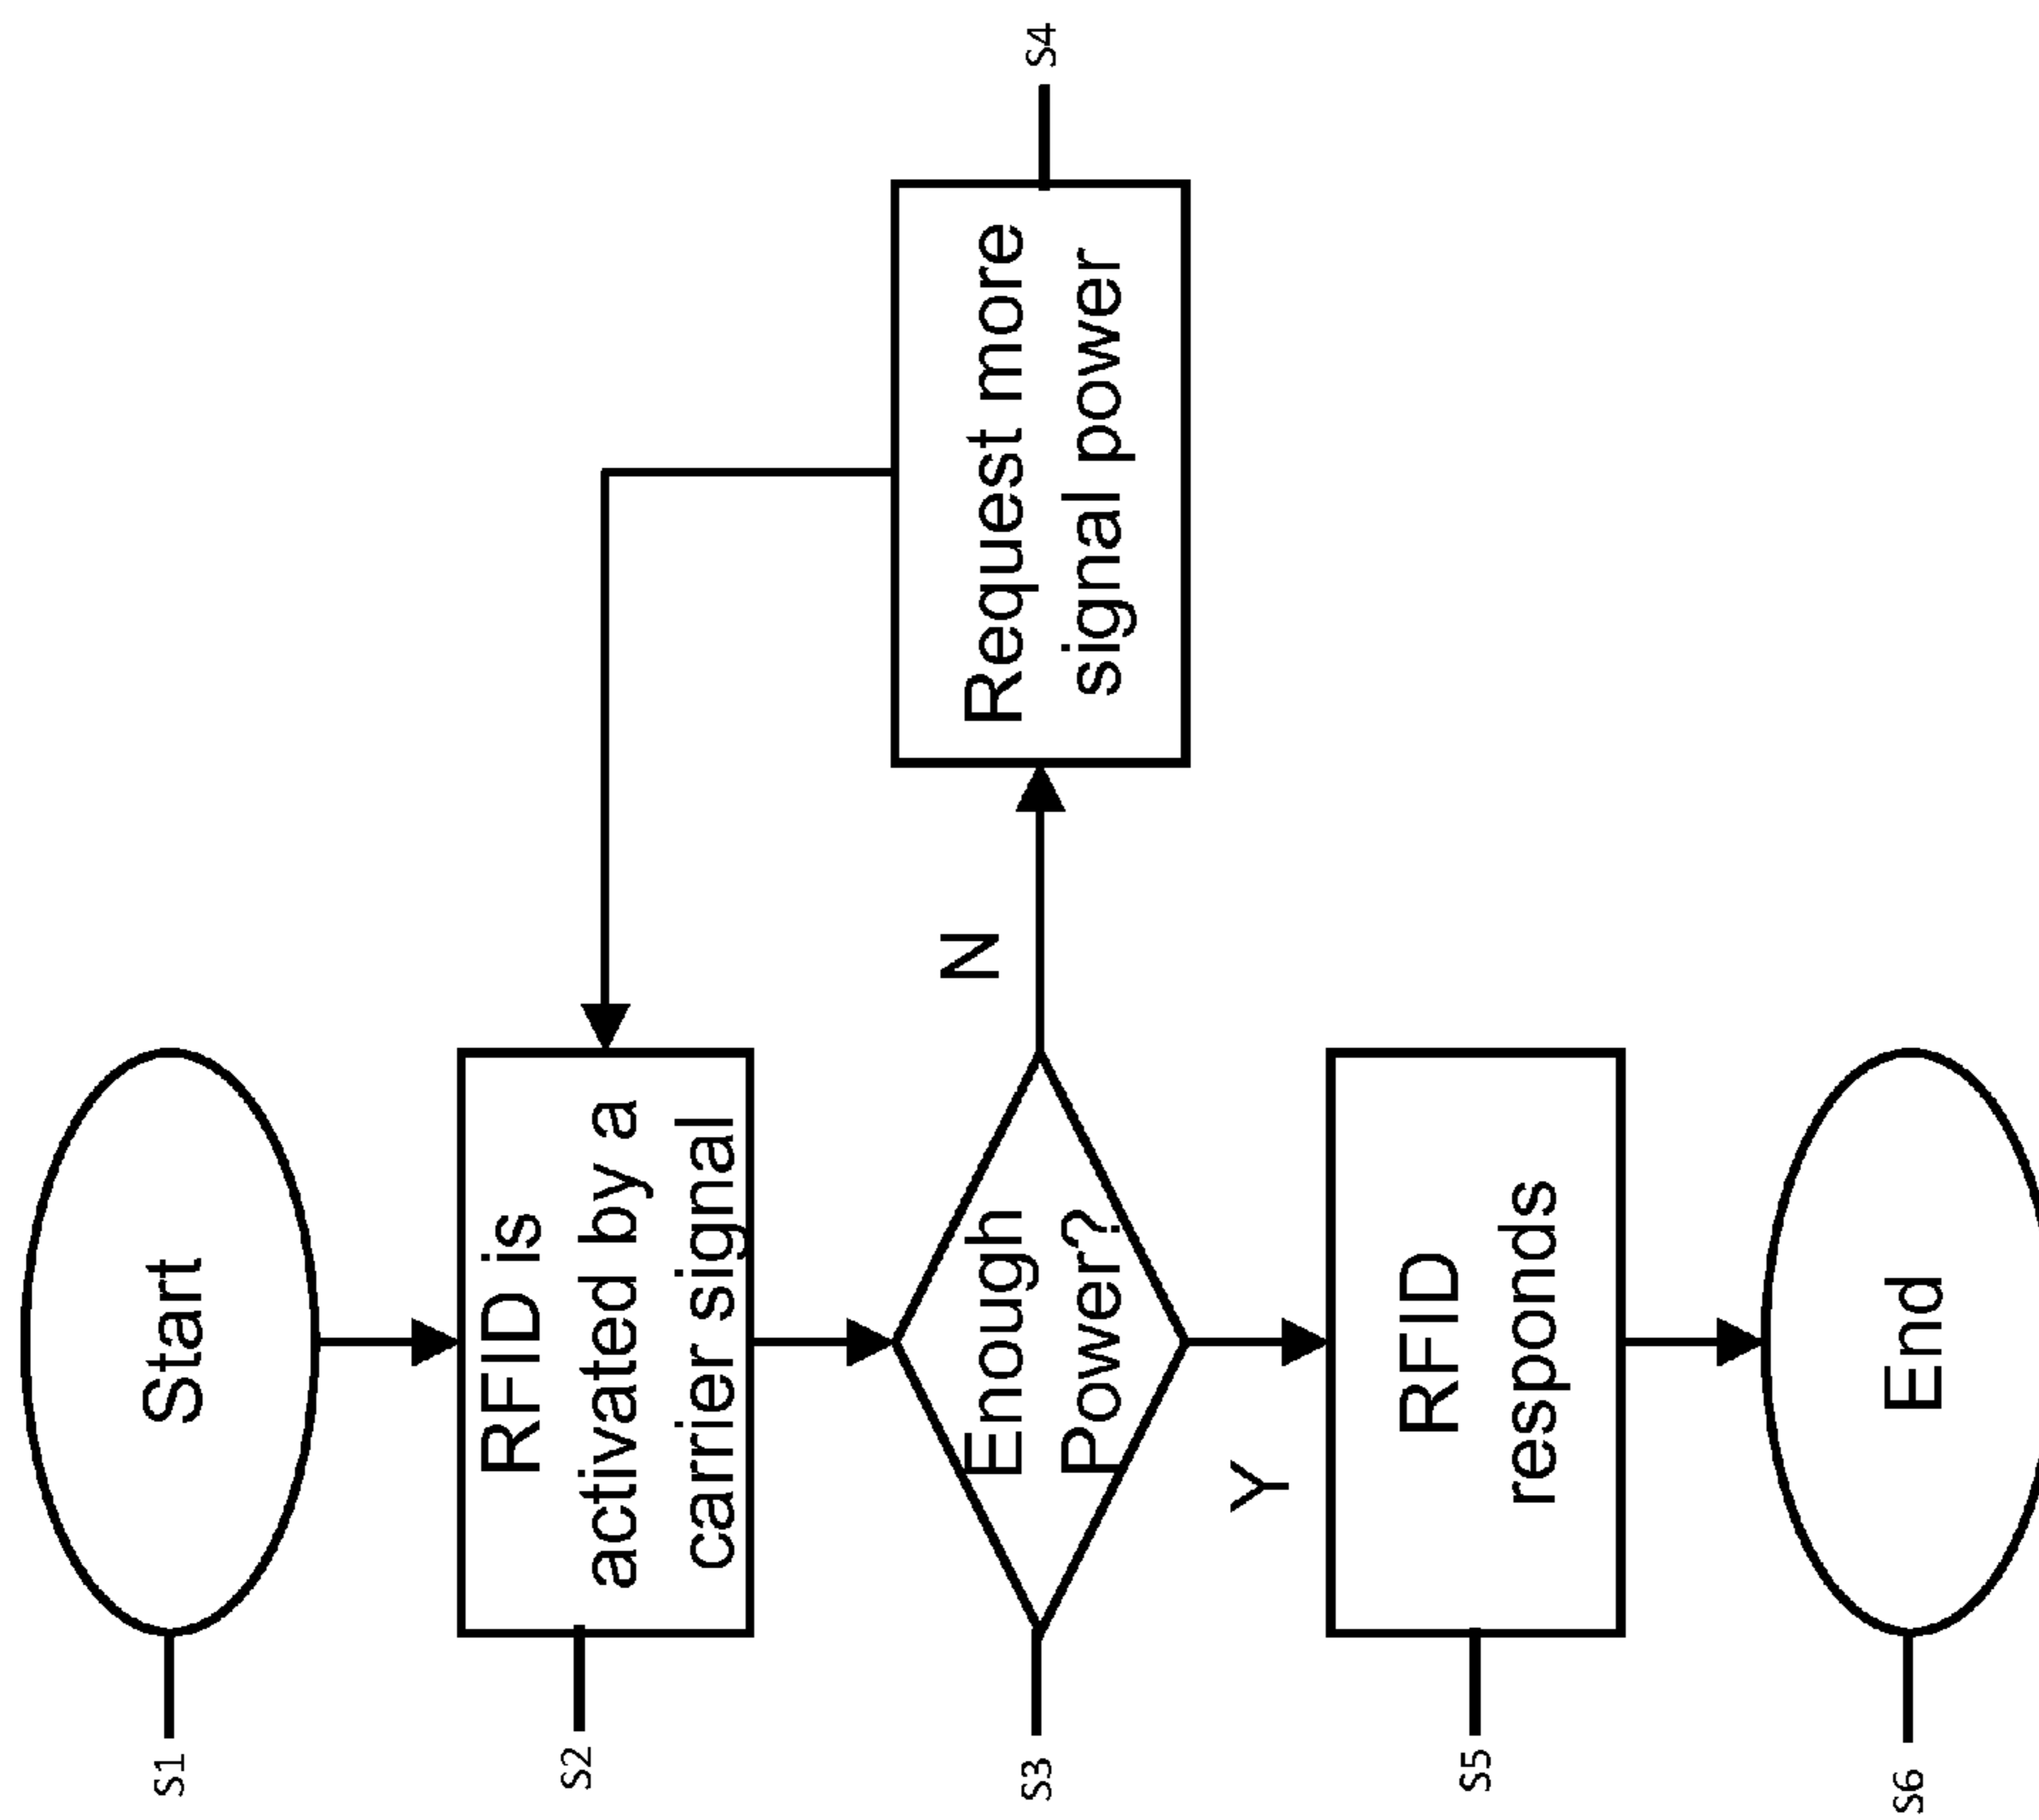 S1
Start
S2
RFID is
activated by a
carrier signal
S3
Enough
Power?
N
Request more
signal power
S4
Y
S5
RFID
responds
S6
End